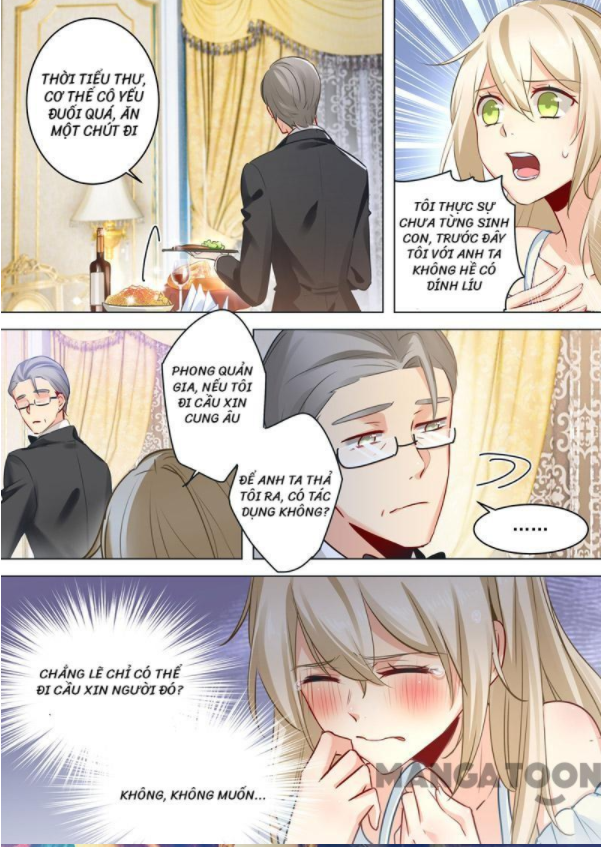 THỜI TIỂU THƯ,
CƠ THỂ CÔ YẾU
ĐUỐI QUÁ, ĂN
MỘT CHÚT ĐI
TÔI THỰC SỰ
CHƯA TỪNG SINH
CON, TRƯỚC ĐÂY
TÔI VỚI ANH TA
KHÔNG HỀ CÓ
DÍNH LÍU
PHONG QUẢN
GIA, NẾU TÔI
ĐI CẦU XIN
CUNG ÂU
ĐỂ ANH TA THẢ
TÔI RA, CÓ TÁC
DỤNG KHÔNG?
......
CHẲNG LẼ CHỈ CÓ THỂ
ĐI CẦU XIN NGƯỜI ĐÓ?
KHÔNG, KHÔNG MUỐN...
MANGATOON